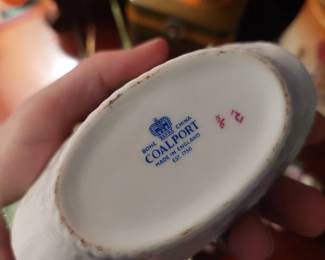 BONE CHINA
COALPORT
MADE IN ENGLAND
EST. 1750